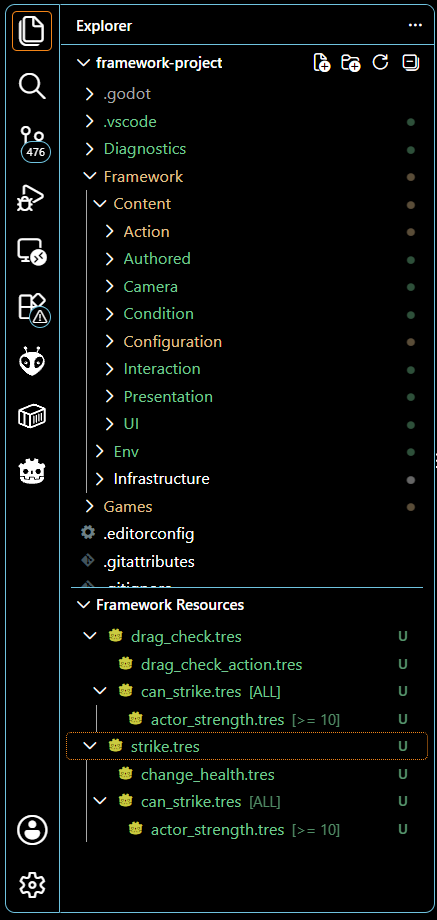 Explorer
framework-project
.godot
.vscode
Diagnostics
476
Framework
Content
Action
Authored
Camera
Condition
Configuration
Interaction
Presentation
UI
Env
Infrastructure
Games
.editorconfig
.gitattributes
.gitignore
Framework Resources
drag_check.tres U
drag_check_action.tres U
can_strike.tres [ALL] U
actor_strength.tres [>= 10] U
strike.tres U
change_health.tres U
can_strike.tres [ALL] U
actor_strength.tres [>= 10] U